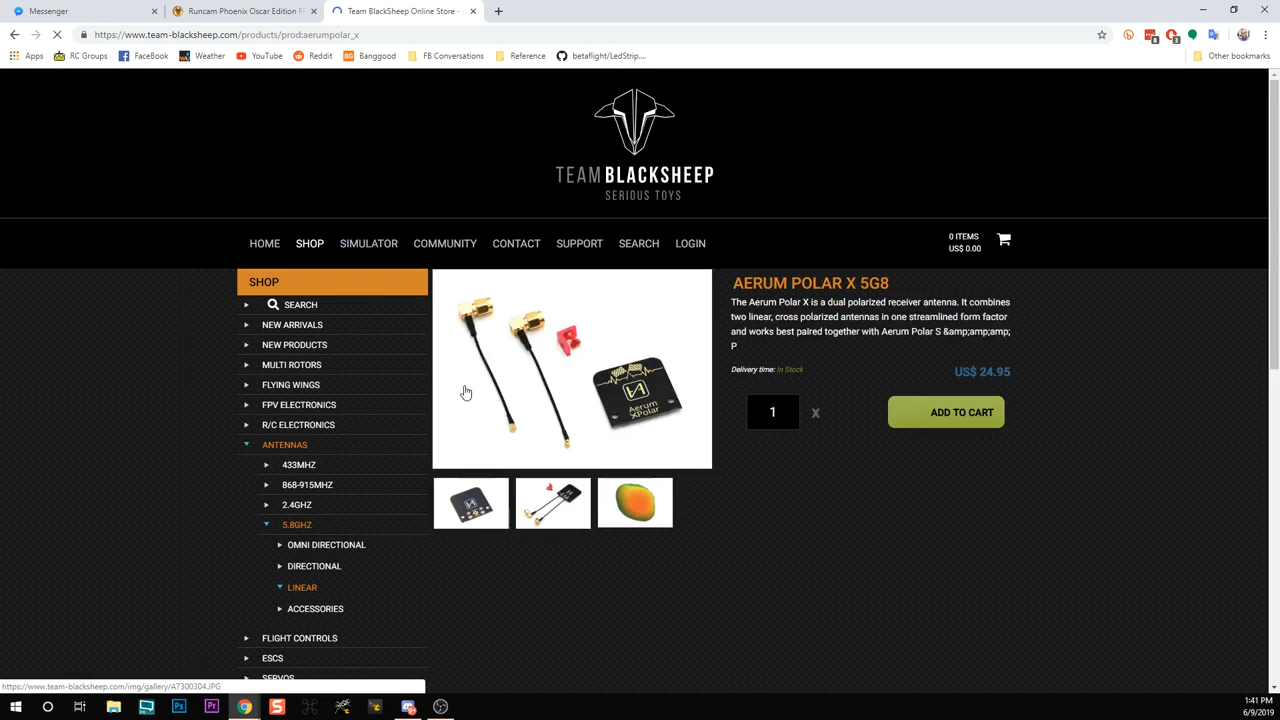 Messenger
Runcam Phoenix Oscar Edition Fi
Team BlackSheep Online Store -
https://www.team-blacksheep.com/products/prod:aerumpolar_x
Apps
RC Groups
FaceBook
Weather
YouTube
Reddit
Banggood
FB Conversations
Reference
betaflight/LedStrip,...
Other bookmarks
TEAM BLACKSHEEP
SERIOUS TOYS
HOME
SHOP
SIMULATOR
COMMUNITY
CONTACT
SUPPORT
SEARCH
LOGIN
0 ITEMS
US$ 0.00
SHOP
SEARCH
NEW ARRIVALS
NEW PRODUCTS
MULTI ROTORS
FLYING WINGS
FPV ELECTRONICS
R/C ELECTRONICS
ANTENNAS
433MHZ
868-915MHZ
2.4GHZ
5.8GHZ
OMNI DIRECTIONAL
DIRECTIONAL
LINEAR
ACCESSORIES
FLIGHT CONTROLS
ESCS
SERVOS
Aerum
XPolar
AERUM POLAR X 5G8
The Aerum Polar X is a dual polarized receiver antenna. It combines
two linear, cross polarized antennas in one streamlined form factor
and works best paired together with Aerum Polar S &amp;amp;amp;
P
Delivery time: In Stock
US$ 24.95
1
X
ADD TO CART
https://www.team-blacksheep.com/img/gallery/A7300304.JPG
1:41 PM
6/9/2019